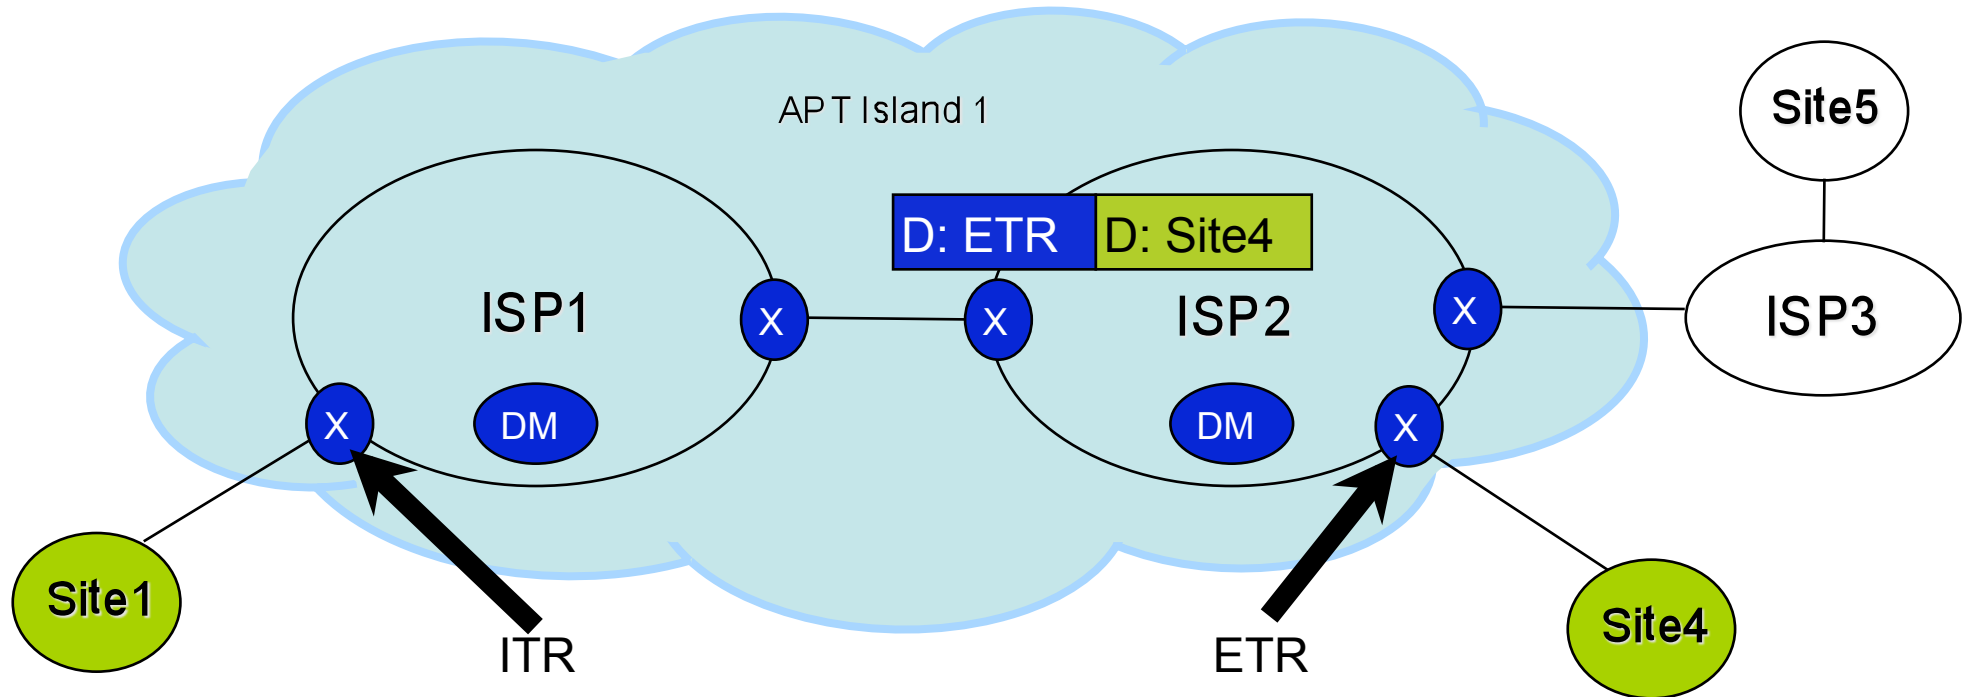 APT Island 1
Site5
D: ETR D: Site4
ISP1
X
X
ISP2
X
ISP3
X
DM
DM
X
Site1
Site4
ITR
ETR